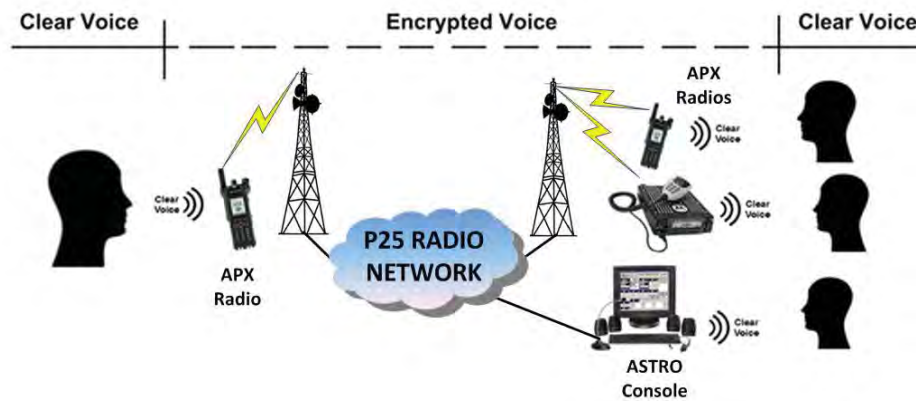 Clear Voice
Encrypted Voice
Clear Voice
APX
Radios
Clear
Voice
Clear
Voice
APX
Radio
P25 RADIO
NETWORK
Clear
Voice
Clear
Voice
ASTRO
Console